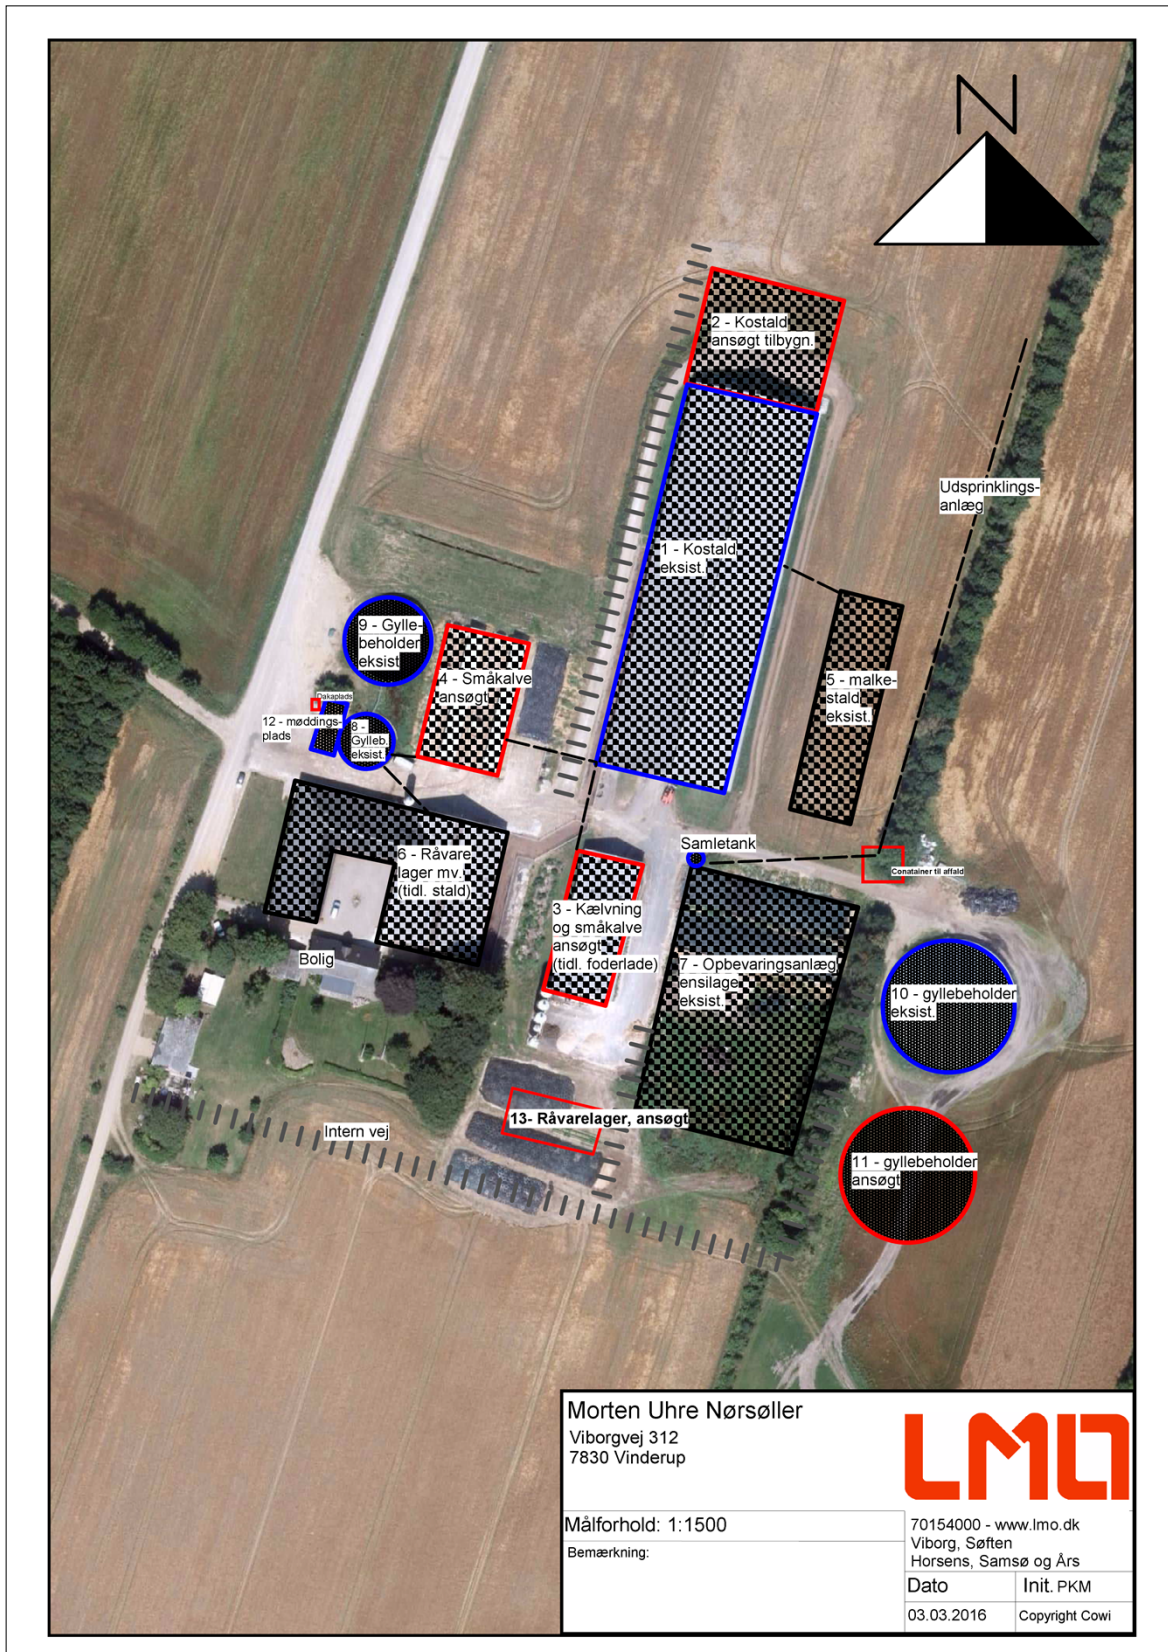 N
2 - Kostald
ansøgt tilbygn.
Udsprinklings-
anlæg
1 - Kostald
eksist.
9 - Gylle-
beholder
eksist
4 - Småkalve
ansøgt
5 - malke-
stald
eksist.
Dakaplads
12 - møddings-
plads
8 -
Gylleb.
eksist.
Samletank
Conatainer til affald
6 - Råvare
lager mv.
(tidl. stald)
3 - Kælvning
og småkalve
ansøgt
(tidl. foderlade)
Bolig
7 - Opbevaringsanlæg
ensilage
eksist.
10 - gyllebeholder
eksist.
13- Råvarelager, ansøgt
Intern vej
11 - gyllebeholder
ansøgt
Morten Uhre Nørsøller
Viborgvej 312
7830 Vinderup
LMO
Målforhold: 1:1500
Bemærkning:
70154000 - www.lmo.dk
Viborg, Søften
Horsens, Samsø og Års
Dato
Init. PKM
03.03.2016
Copyright Cowi